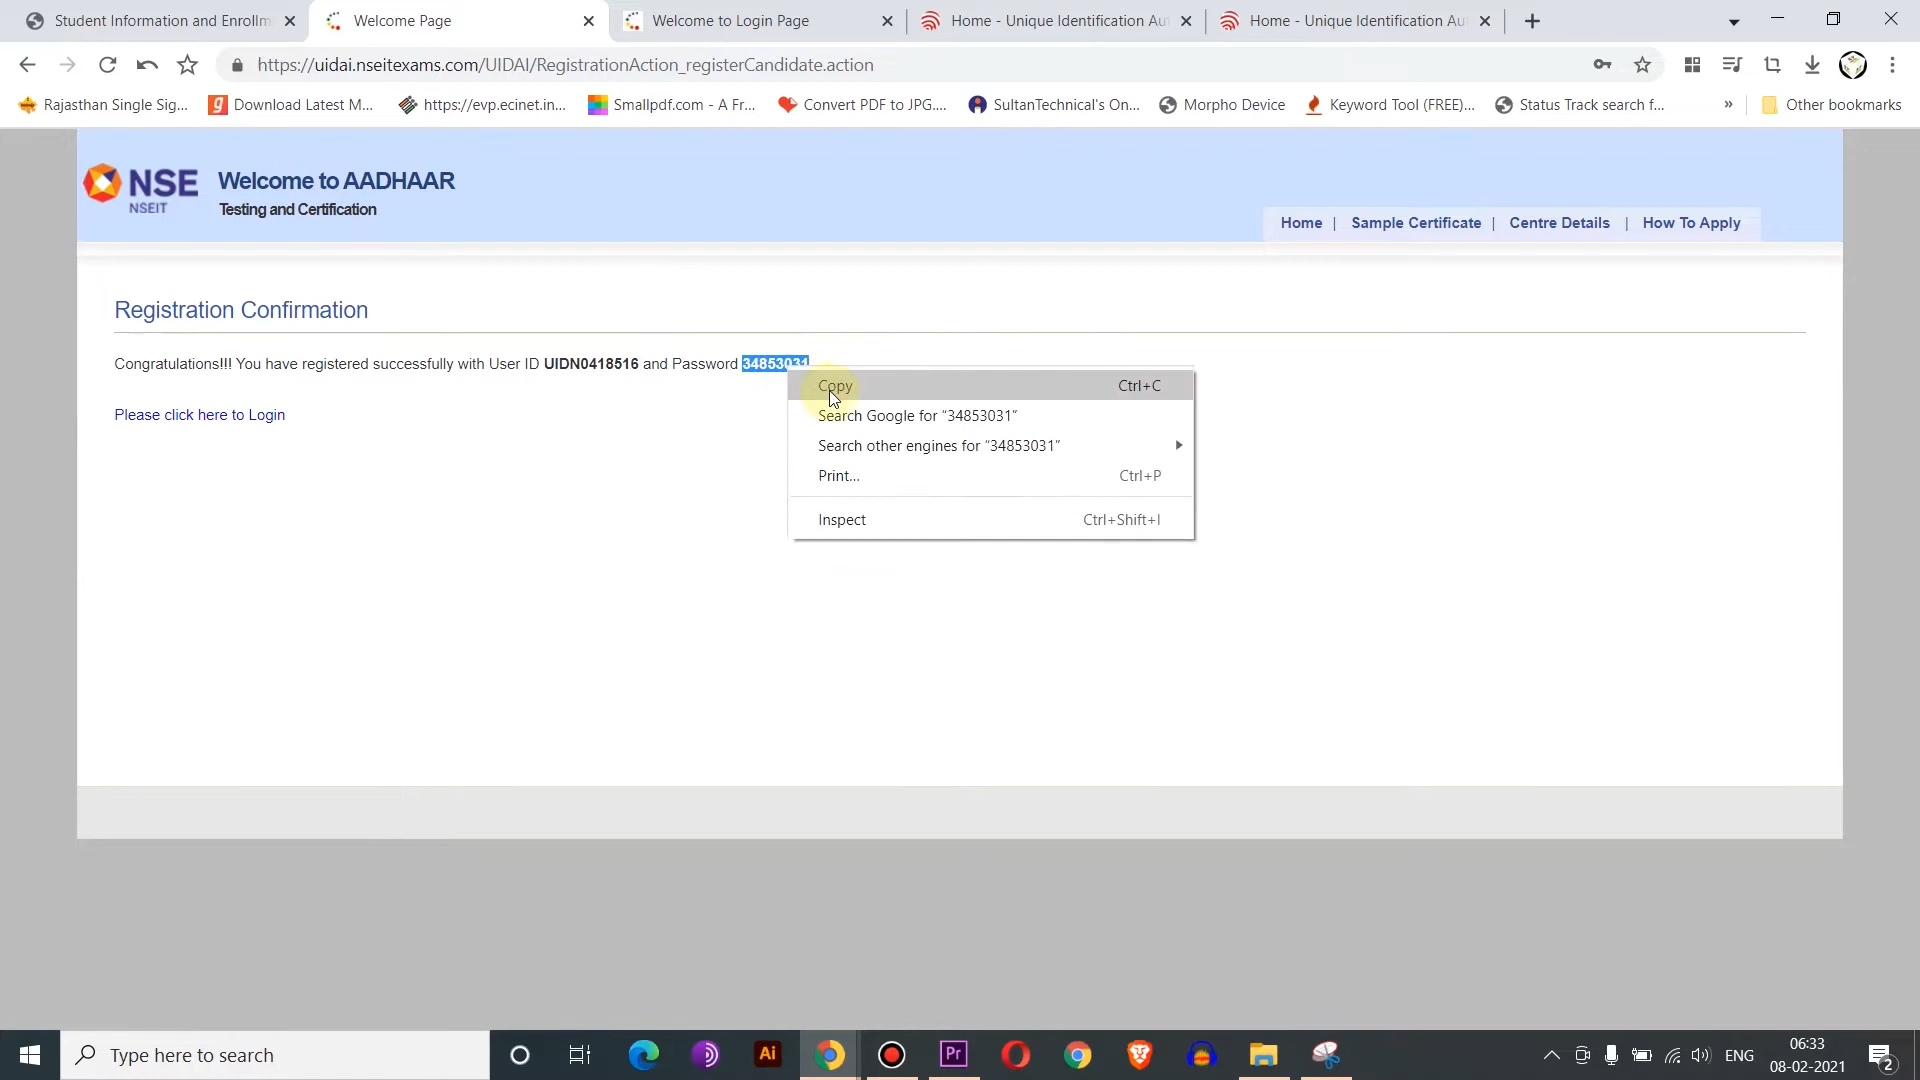 Student Information and Enrollm
Welcome Page
Welcome to Login Page
Home - Unique Identification Aut
Home - Unique Identification Aut
https://uidai.nseitexams.com/UIDAI/RegistrationAction_registerCandidate.action
Rajasthan Single Sig...
Download Latest M...
https://evp.ecinet.in...
Smallpdf.com - A Fr...
Convert PDF to JPG....
SultanTechnical's On...
Morpho Device
Keyword Tool (FREE)...
Status Track search f...
»
Other bookmarks
NSE
NSEIT
Welcome to AADHAAR
Testing and Certification
Home | Sample Certificate | Centre Details | How To Apply
Registration Confirmation
Congratulations!!! You have registered successfully with User ID UIDN0418516 and Password 34853031
Please click here to Login
Copy Ctrl+C
Search Google for “34853031”
Search other engines for “34853031”
Print... Ctrl+P
Inspect Ctrl+Shift+I
Type here to search
Ai
Pr
ENG
06:33
08-02-2021
2